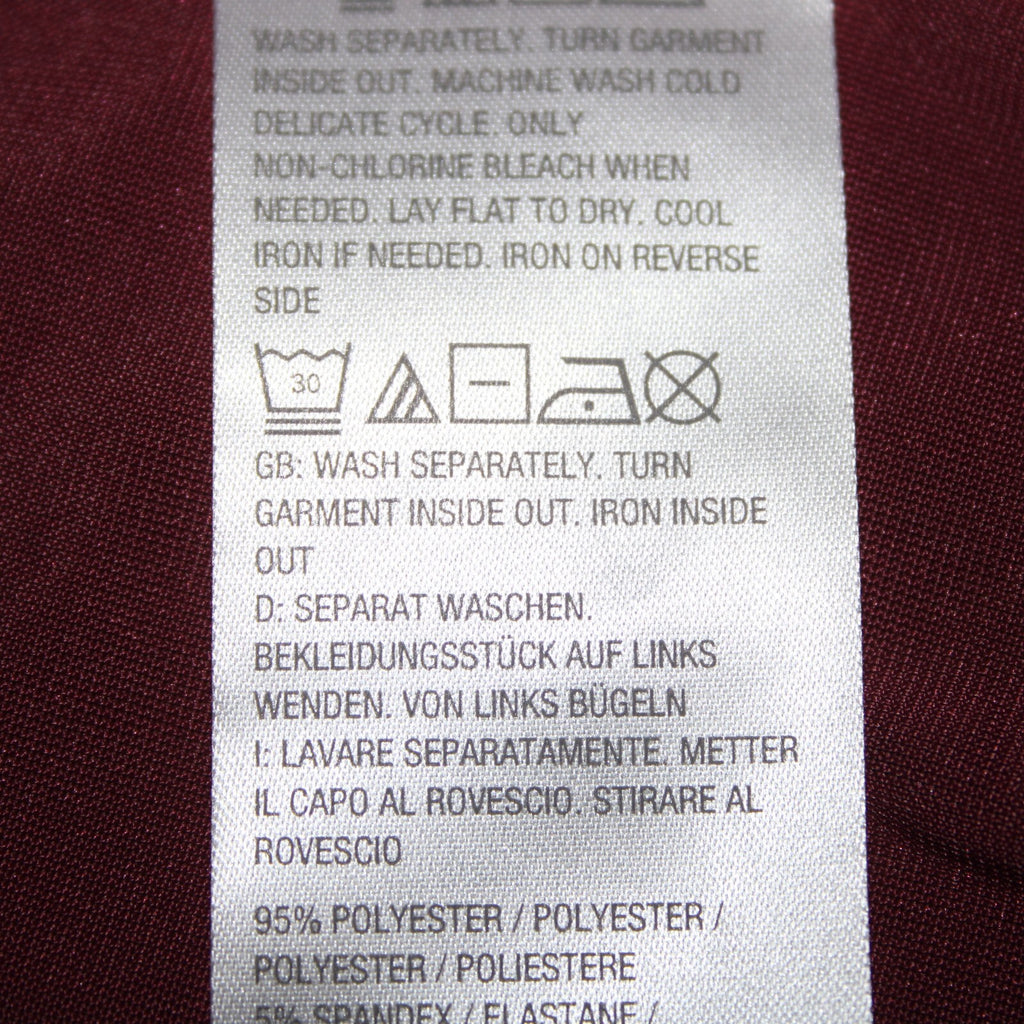 WASH SEPARATELY. TURN GARMENT
INSIDE OUT. MACHINE WASH COLD
DELICATE CYCLE. ONLY
NON-CHLORINE BLEACH WHEN
NEEDED. LAY FLAT TO DRY. COOL
IRON IF NEEDED. IRON ON REVERSE
SIDE
30
GB: WASH SEPARATELY. TURN
GARMENT INSIDE OUT. IRON INSIDE
OUT
D: SEPARAT WASCHEN.
BEKLEIDUNGSSTÜCK AUF LINKS
WENDEN. VON LINKS BÜGELN
I: LAVARE SEPARATAMENTE. METTER
IL CAPO AL ROVESCIO. STIRARE AL
ROVESCIO
95% POLYESTER / POLYESTER /
POLYESTER / POLIESTERE
5% SPANDEX / ELASTANE /